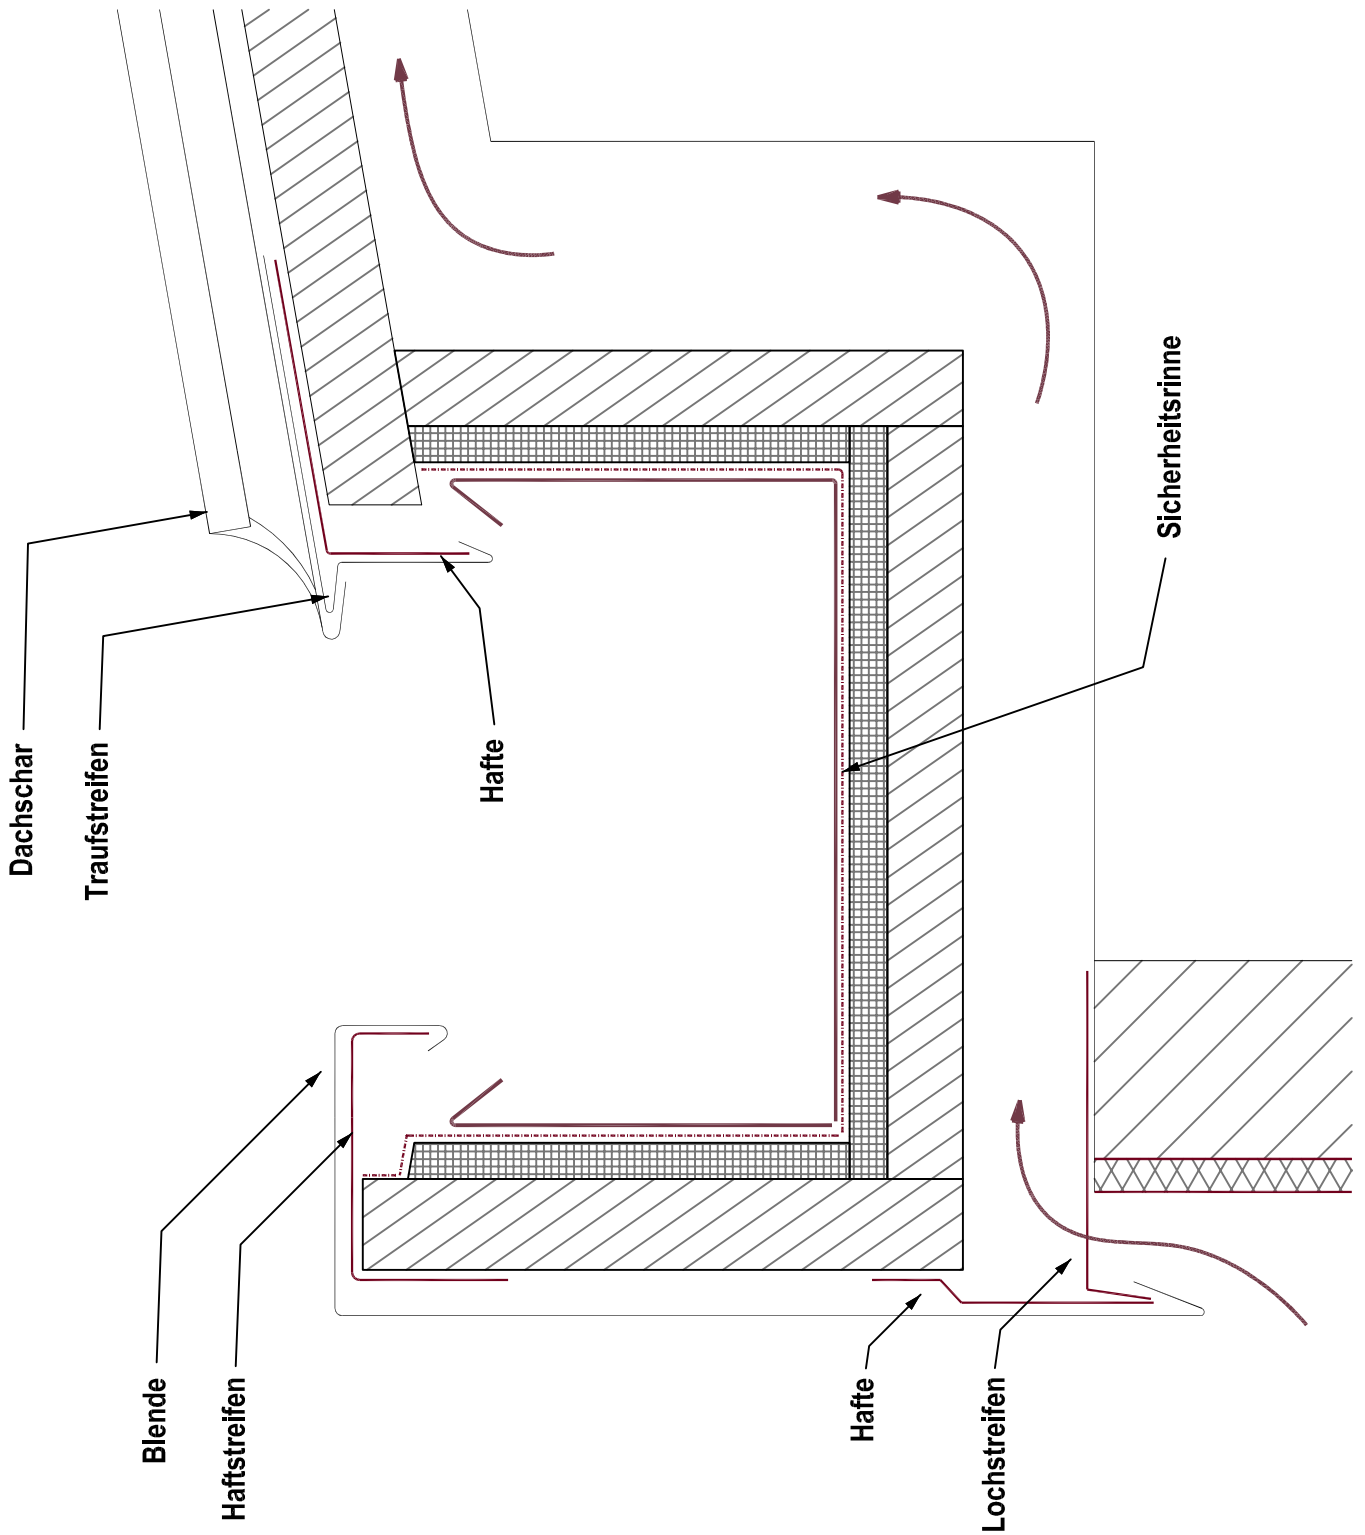 Dachschar
Traufstreifen
Hafte
Sicherheitsrinne
Blende
Haftstreifen
Hafte
Lochstreifen